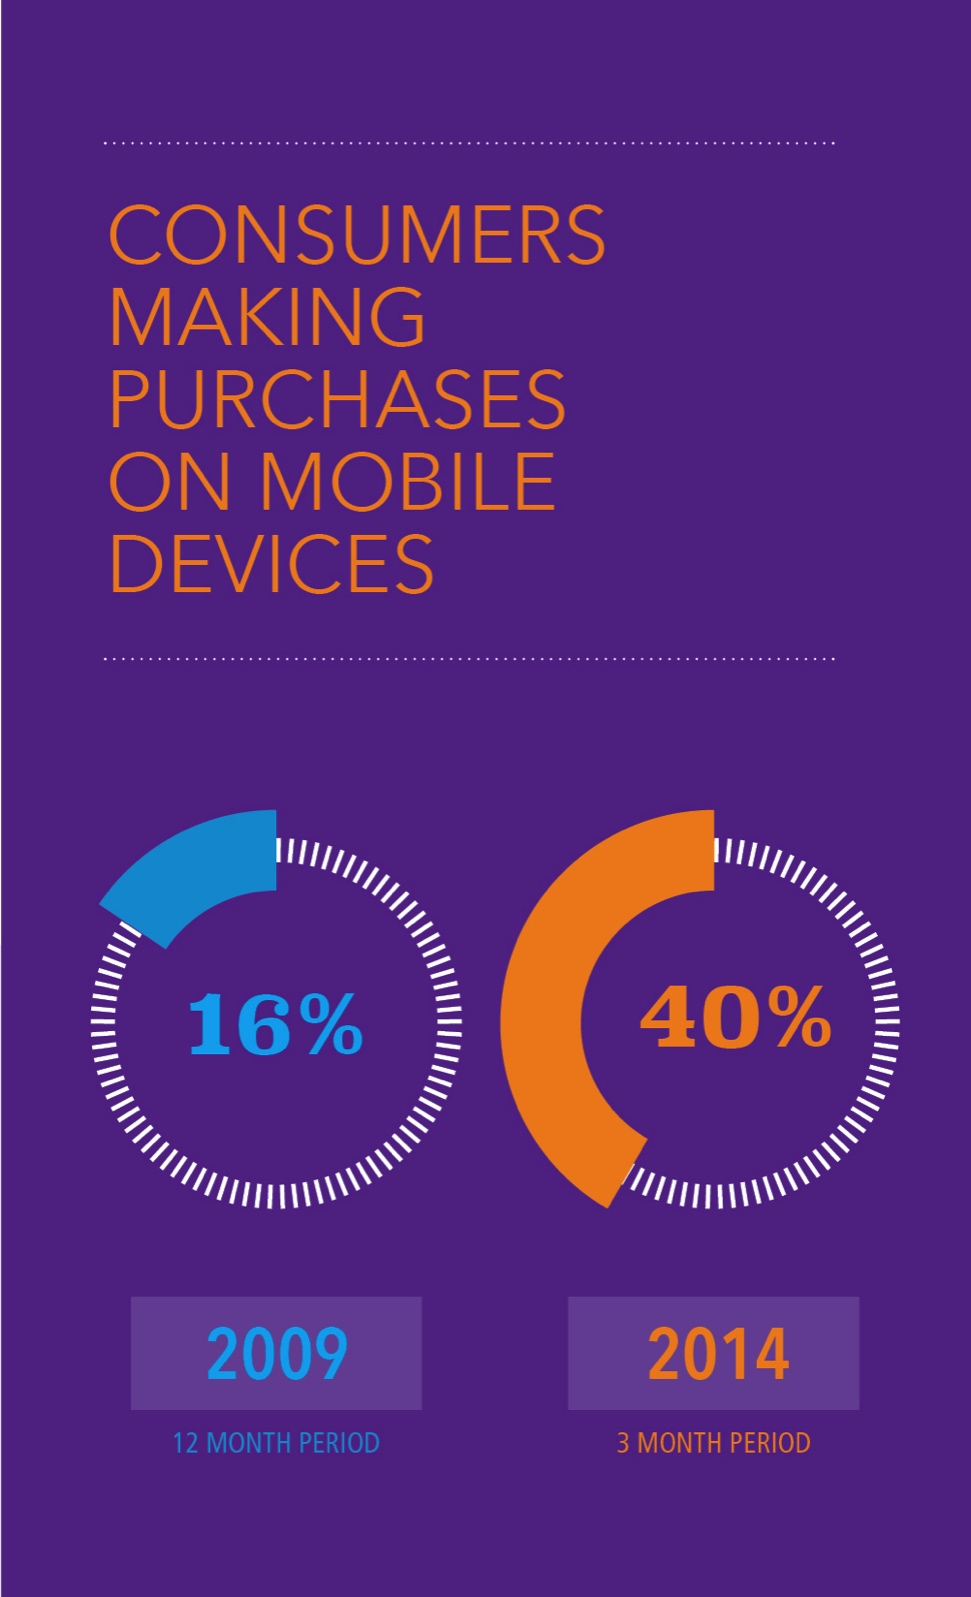 CONSUMERS
MAKING
PURCHASES
ON MOBILE
DEVICES
16%
40%
2009
2014
12 MONTH PERIOD
3 MONTH PERIOD